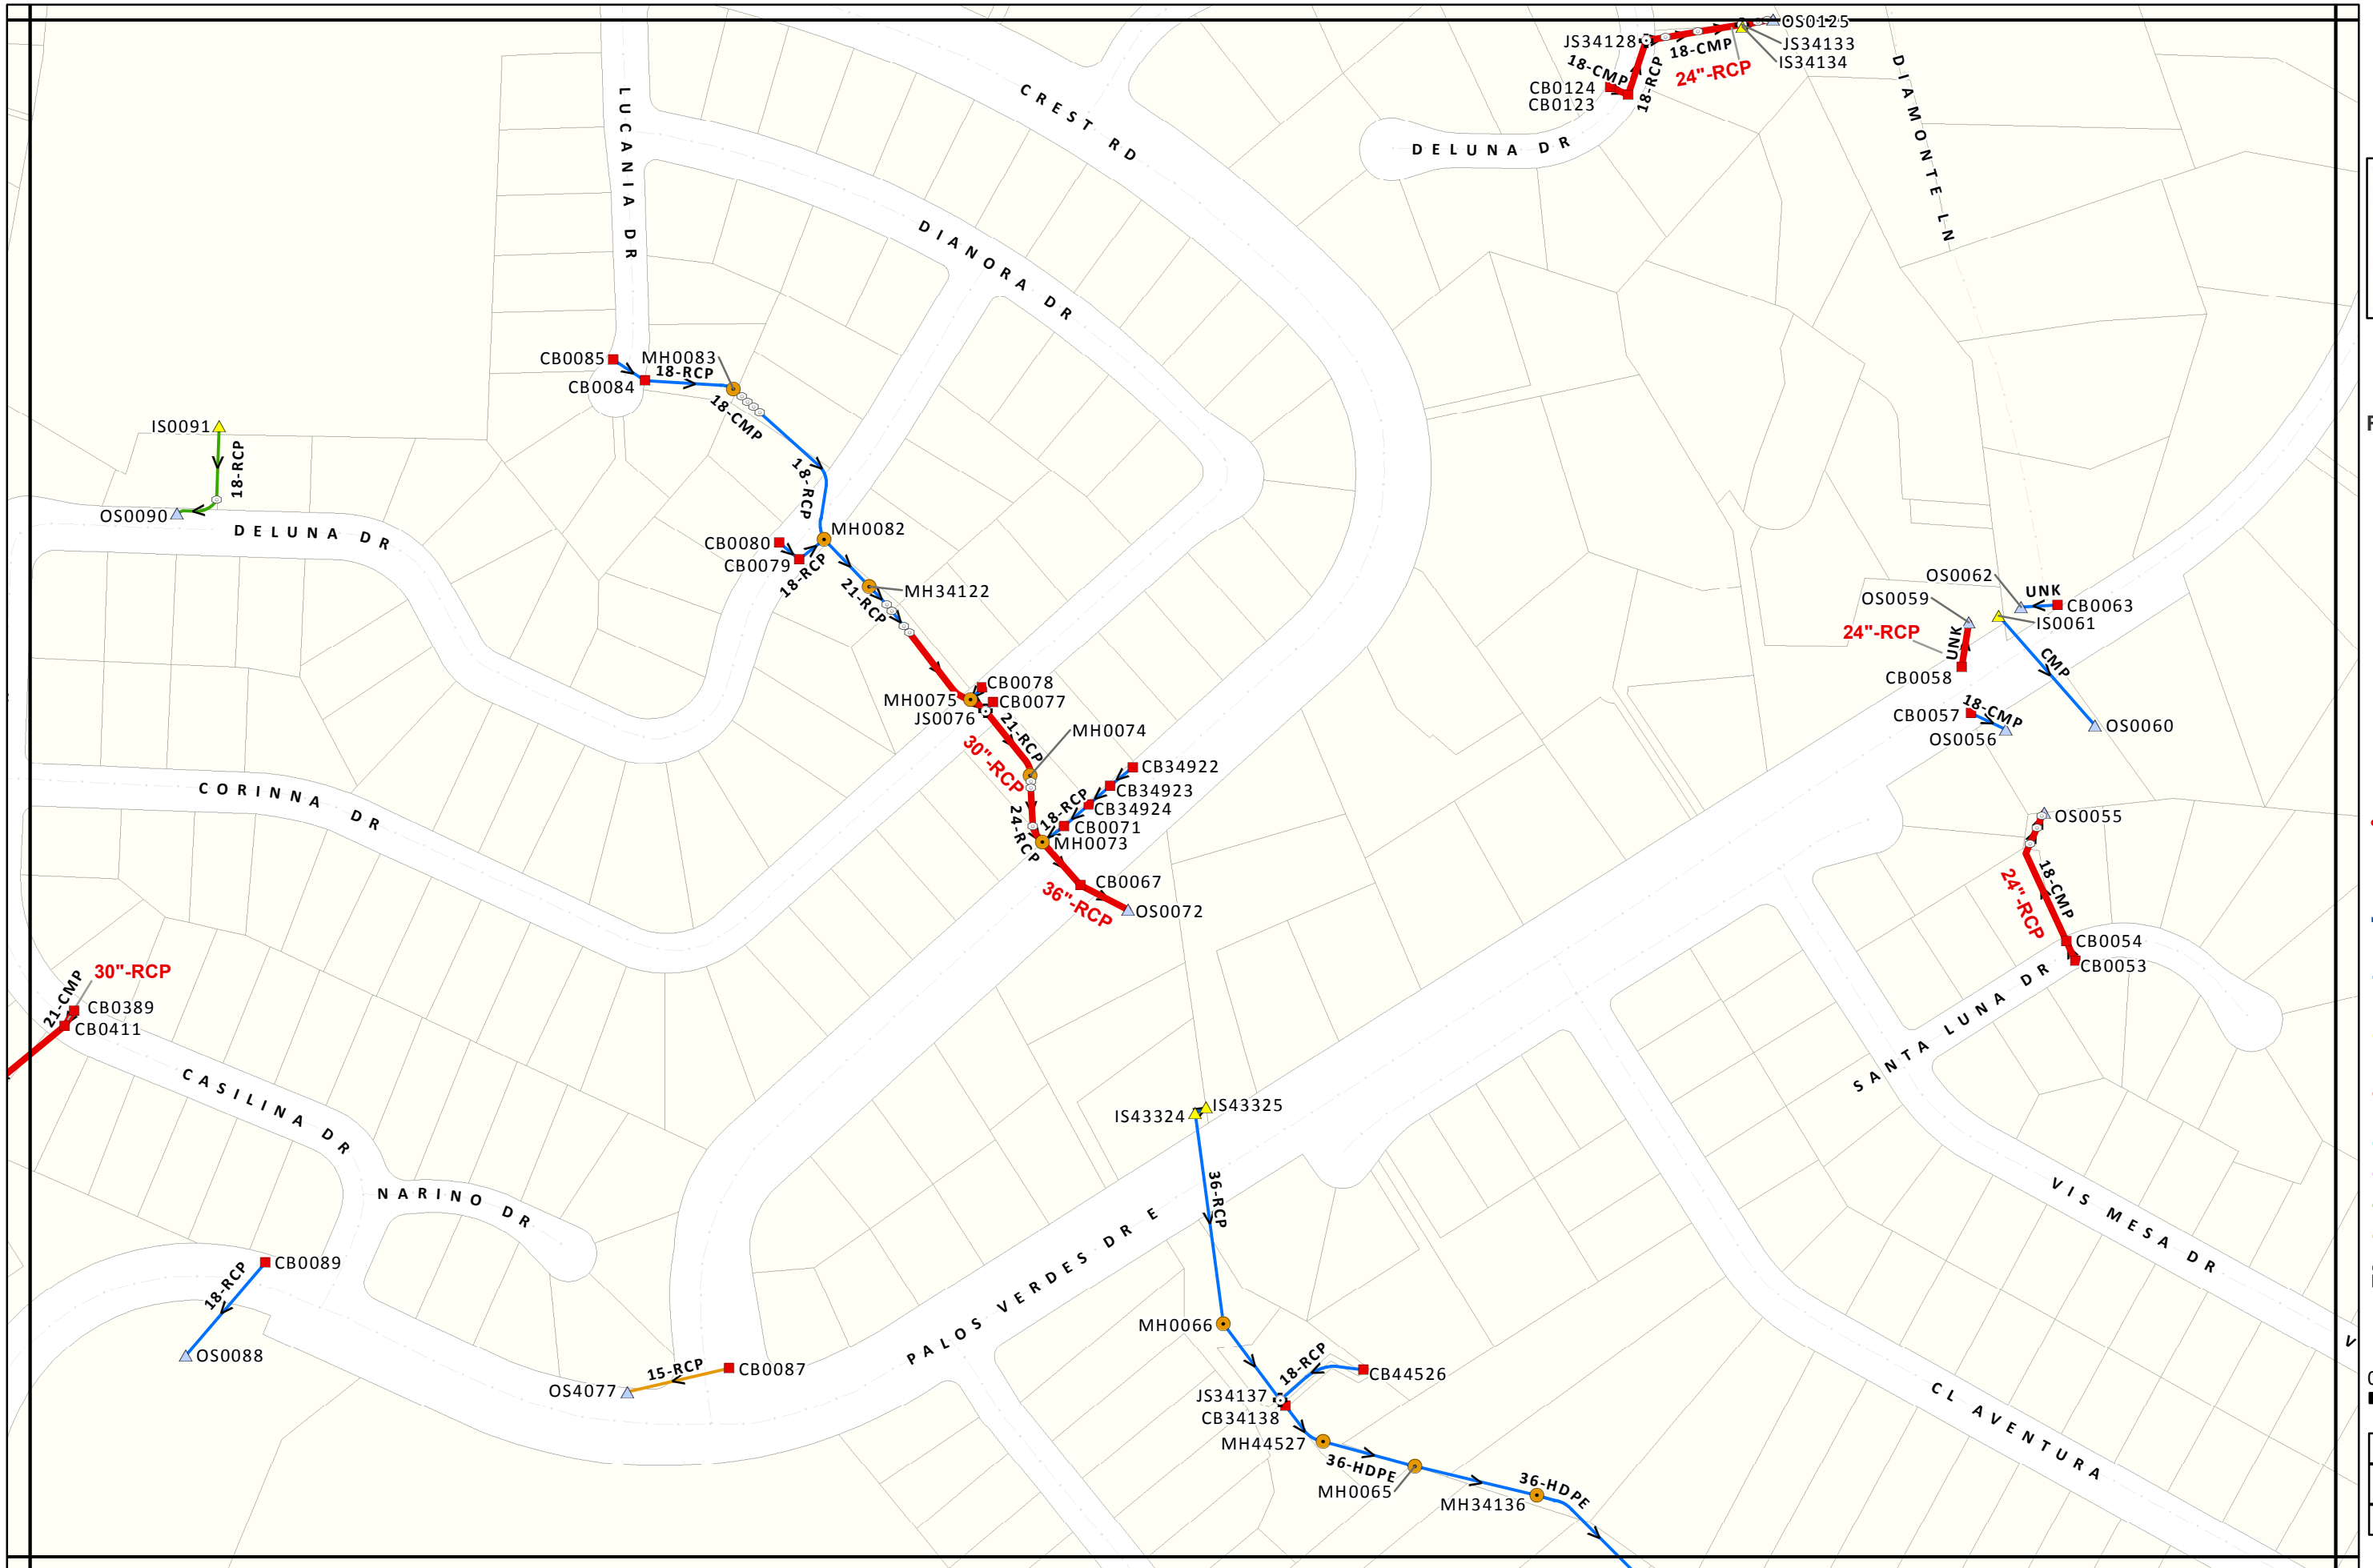 OS0125
JS34128
18-CMP
JS34133
IS34134
18-CMP
24"-RCP
18-RCP
CB0124
CB0123
DELUNA DR
DIAMONTE LN
CREST RD
LUCANIA DR
DIANORA DR
CB0085
MH0083
18-RCP
CB0084
18-CMP
IS0091
18-RCP
OS0090
DELUNA DR
18-RCP
MH0082
CB0080
CB0079
18-RCP
MH34122
21-RCP
OS0062
UNK
CB0063
OS0059
IS0061
24"-RCP
UNK
CMP
CB0058
CB0078
MH0075
CB0077
JS0076
21-RCP
18-CMP
CB0057
OS0056
OS0060
MH0074
30"-RCP
CB34922
CB34923
18-RCP
CB34924
24-RCP
CB0071
MH0073
CORINNA DR
OS0055
CB0067
36"-RCP
OS0072
18-CMP
24"-RCP
CB0054
CB0053
30"-RCP
21-CMP
CB0389
CB0411
CASILINA DR
SANTA LUNA DR
IS43325
IS43324
36-RCP
NARINO DR
VIS MESA DR
PALOS VERDES DR E
CB0089
18-RCP
OS0088
MH0066
15-RCP
CB0087
OS4077
18-RCP
CB44526
JS34137
CB34138
MH44527
36-HDPE
MH0065
36-HDPE
MH34136
CL AVENTURA